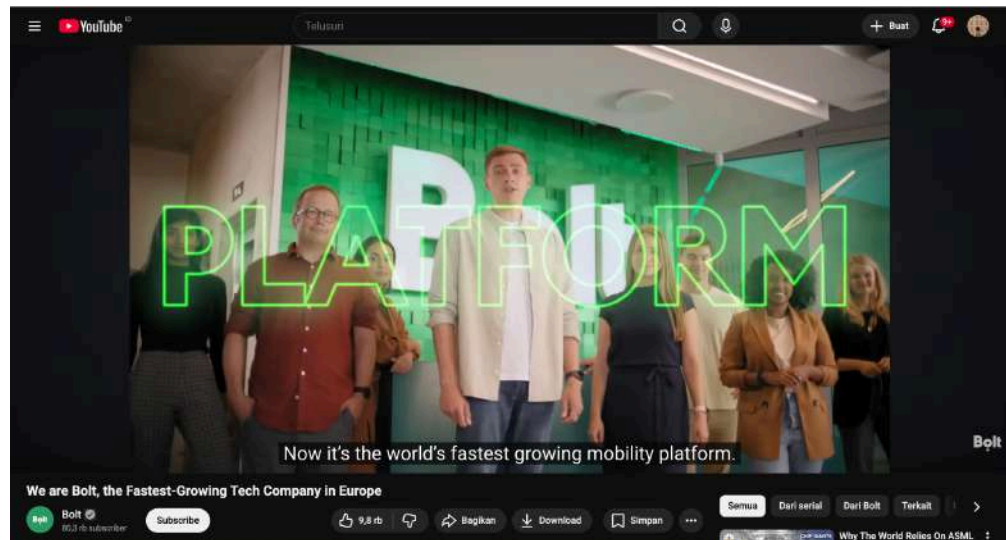 YouTube ID
Telusuri
Buat
9+
Bolt
PLATFORM
Now it's the world's fastest growing mobility platform.
Bolt
We are Bolt, the Fastest-Growing Tech Company in Europe
Bolt
Bolt
80,3 rb subscriber
Subscribe
9,8 rb
Bagikan
Download
Simpan
Semua
Dari serial
Dari Bolt
Terkait
Why The World Relies On ASML